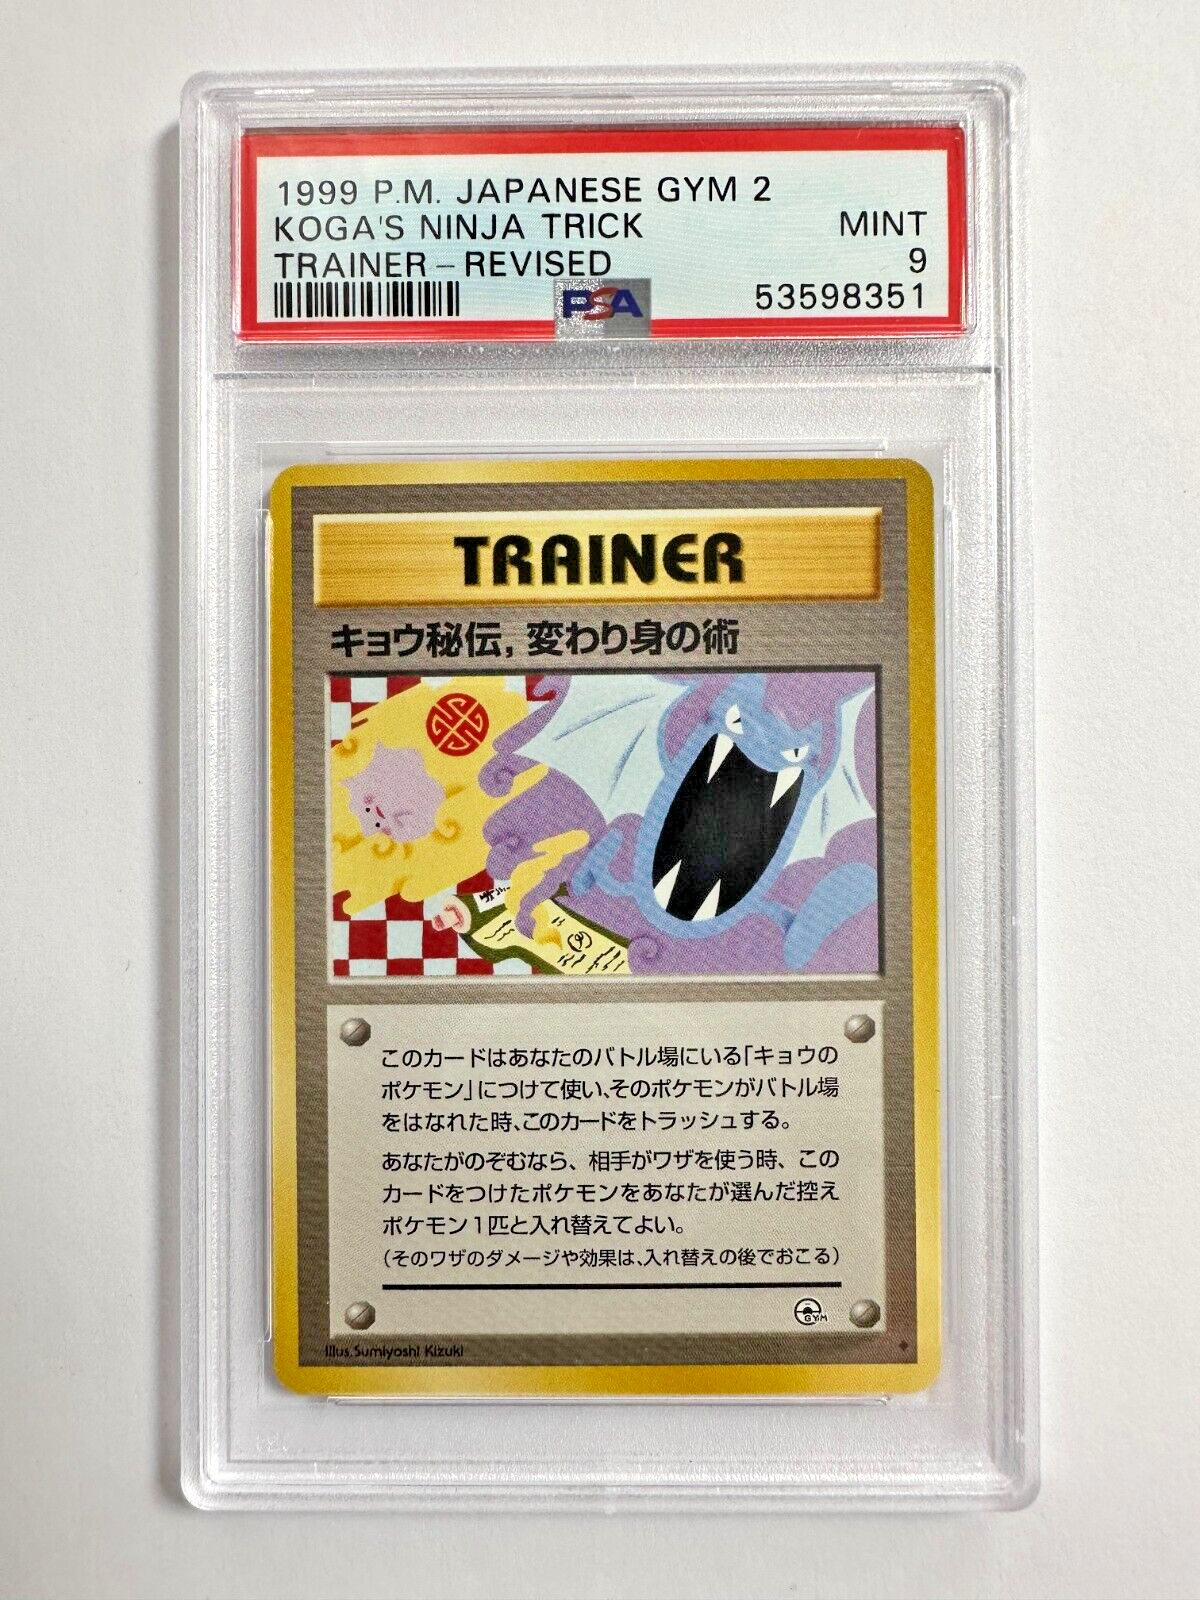 1999 P.M. JAPANESE GYM 2
KOGA'S NINJA TRICK MINT
TRAINER – REVISED 9
PSA 53598351
TRAINER
キョウ秘伝, 変わり身の術
このカードはあなたのバトル場にいる「キョウの
ポケモン」につけて使い、そのポケモンがバトル場
をはなれた時、このカードをトラッシュする。
あなたがのぞむなら、相手がワザを使う時、この
カードをつけたポケモンをあなたが選んだ控え
ポケモン1匹と入れ替えてよい。
(そのワザのダメージや効果は、入れ替えの後でおこる)
GYM
Illus.Sumiyoshi Kizuki